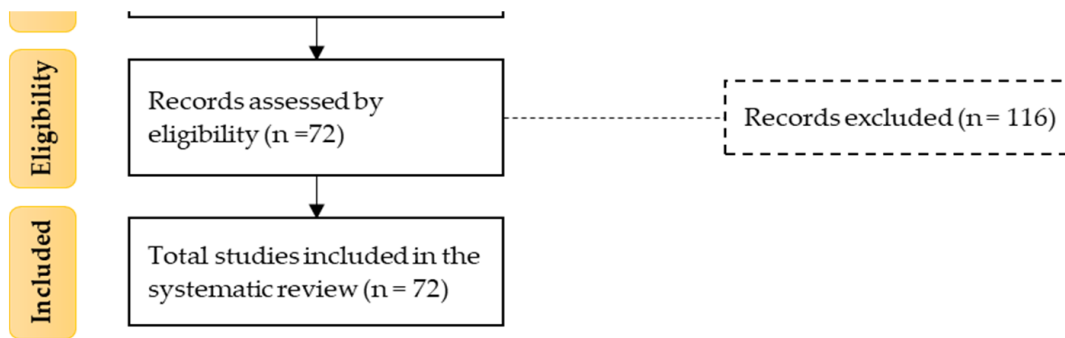 Eligibility
Records assessed by
eligibility (n =72)
Records excluded (n = 116)
Included
Total studies included in the
systematic review (n = 72)